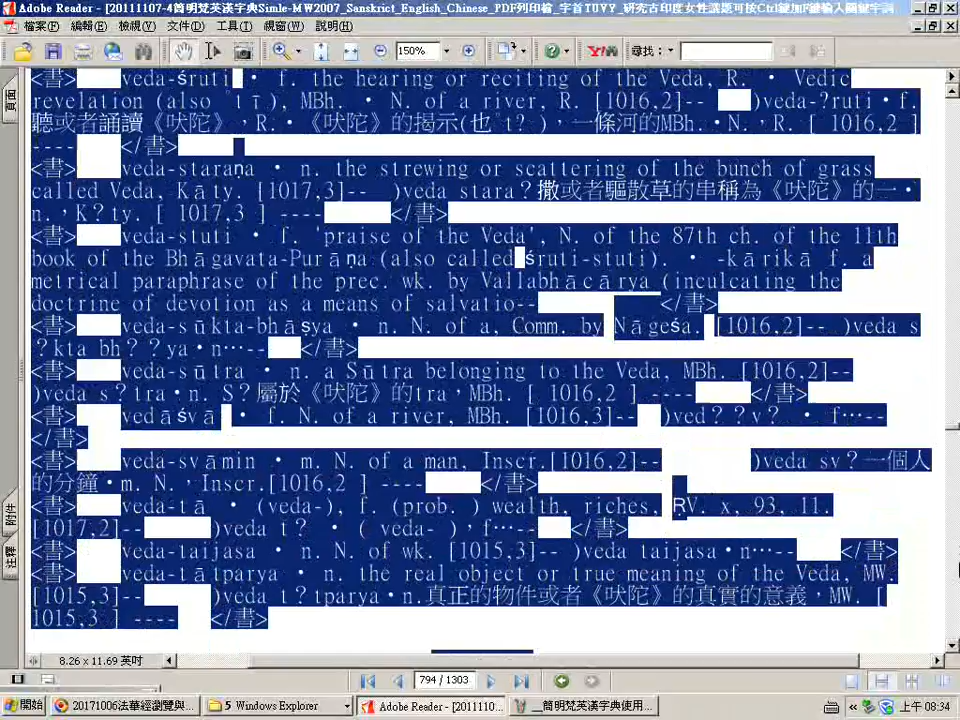 Adobe Reader - [20111107-4簡明梵英漢字典Simle-MW2007_Sanskrict_English_Chinese_PDF列印檔_字首TUVY_研究古印度女性議題可按Ctrl鍵加F鍵輸入關鍵字詞
檔案(F) 編輯(E) 檢視(V) 文件(D) 工具(T) 視窗(W) 說明(H)
150% 尋找：
<書> veda-śruti • f. the hearing or reciting of the Veda, R. • Vedic
revelation (also °tī), MBh. • N. of a river, R. [1016,2]-- )veda-?ruti•f.
聽或者誦讀《吠陀》，R.•《吠陀》的揭示(也°t? )，一條河的MBh.•N.，R. [ 1016,2 ]
---- </書>
<書> veda-staraṇa • n. the strewing or scattering of the bunch of grass
called Veda, Kāty. [1017,3]-- )veda stara？撒或者驅散草的串稱為《吠陀》的一•
n.，K？ty. [ 1017,3 ] ---- </書>
<書> veda-stuti • f. 'praise of the Veda', N. of the 87th ch. of the 11th
book of the Bhāgavata-Purāṇa (also called śruti-stuti). • -kārikā f. a
metrical paraphrase of the prec. wk. by Vallabhācārya (inculcating the
doctrine of devotion as a means of salvatio-- </書>
<書> veda-sūkta-bhāṣya • n. N. of a, Comm. by Nāgeśa. [1016,2]-- )veda s
？kta bh？？ya•n…-- </書>
<書> veda-sūtra • n. a Sūtra belonging to the Veda, MBh. [1016,2]--
)veda s？tra•n. S？屬於《吠陀》的tra，MBh. [ 1016,2 ] ---- </書>
<書> vedāśvā • f. N. of a river, MBh. [1016,3]-- )ved？？v？ • f…--
</書>
<書> veda-svāmin • m. N. of a man, Inscr.[1016,2]-- )veda sv？一個人
的分鐘•m. N.，Inscr.[1016,2 ] ---- </書>
<書> veda-tā • (veda-), f. (prob. ) wealth, riches, ṚV. x, 93, 11.
[1017,2]-- )veda t？ • ( veda- )，f…-- </書>
<書> veda-taijasa • n. N. of wk. [1015,3]-- )veda taijasa•n…-- </書>
<書> veda-tātparya • n. the real object or true meaning of the Veda, MW.
[1015,3]-- )veda t？tparya•n.真正的物件或者《吠陀》的真實的意義，MW. [
1015,3 ] ---- </書>
頁面
附件
注釋
8.26 x 11.69 英吋
794 / 1303
開始 20171006法華經瀏覽與... 5 Windows Explorer Adobe Reader - [2011110... __簡明梵英漢字典使用... 上午 08:34